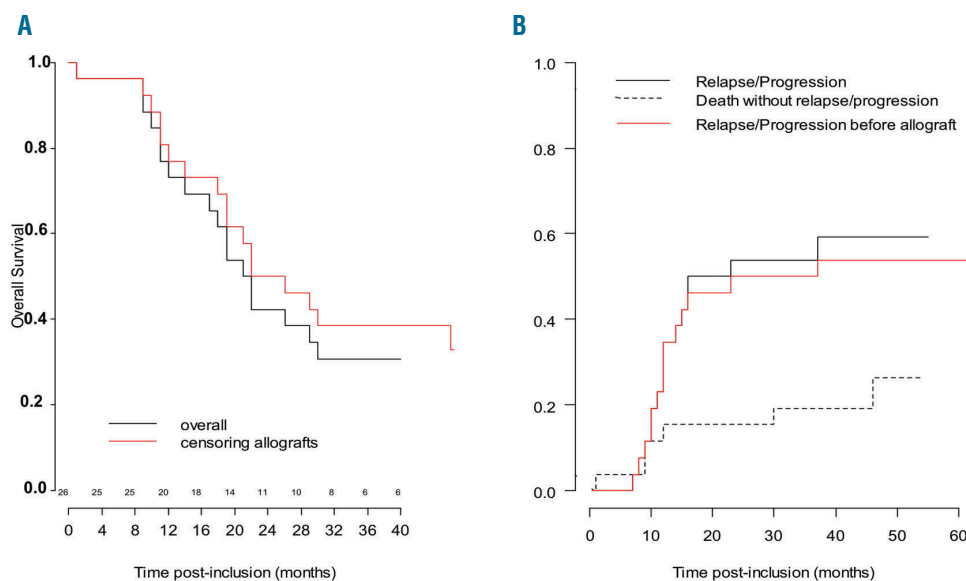 A
1.0
0.8
0.6
0.4
0.2
0.0
Overall Survival
overall
censoring allografts
26 25 25 20 18 14 11 10 8 6 6
0 4 8 12 16 20 24 28 32 36 40
Time post-inclusion (months)
B
1.0
0.8
0.6
0.4
0.2
0.0
Relapse/Progression
Death without relapse/progression
Relapse/Progression before allograft
0 10 20 30 40 50 60
Time post-inclusion (months)